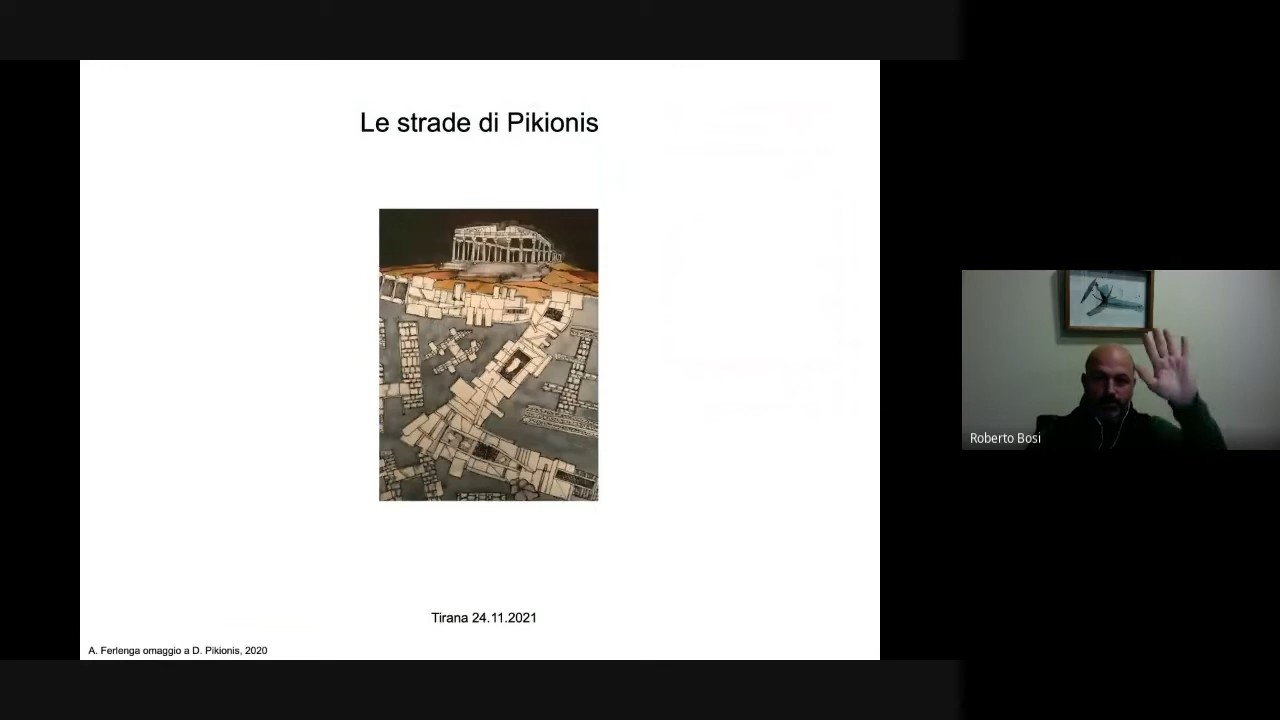 Le strade di Pikionis
Tirana 24.11.2021
A. Ferlenga omaggio a D. Pikionis, 2020
Roberto Bosi